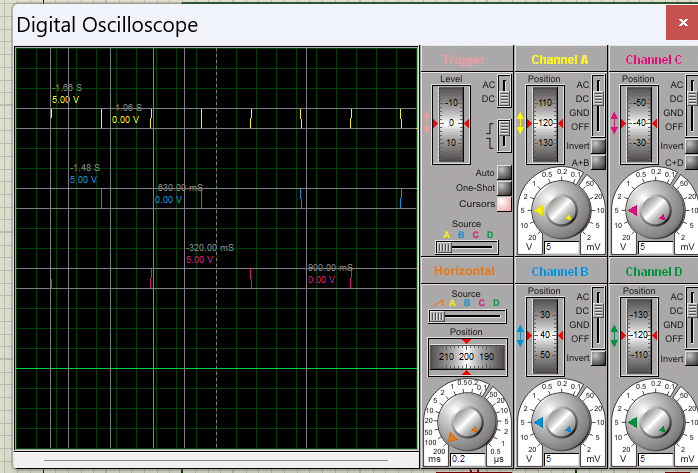 Digital Oscilloscope
×
-1.66 S
5.00 V
-1.06 S
0.00 V
-1.48 S
5.00 V
-630.00 mS
0.00 V
-320.00 mS
5.00 V
900.00 mS
0.00 V
Trigger
Level
-10
0
10
AC
DC
Auto
One-Shot
Cursors
Source
A B C D
Channel A
Position
110
120
130
AC
DC
GND
OFF
Invert
A+B
20 10 5 2 1 0.5 0.2 0.1 50 20 10 5 2
V 5 mV
Channel C
Position
-50
-40
-30
AC
DC
GND
OFF
Invert
C+D
20 10 5 2 1 0.5 0.2 0.1 50 20 10 5 2
V 5 mV
Horizontal
Source
A B C D
Position
210 200 190
200 100 50 20 10 5 2 1 0.5 0.2 0.1 50 20 10 5 2 1 0.5
ms 0.2 µs
Channel B
Position
30
40
50
AC
DC
GND
OFF
Invert
20 10 5 2 1 0.5 0.2 0.1 50 20 10 5 2
V 5 mV
Channel D
Position
-130
-120
-110
AC
DC
GND
OFF
Invert
20 10 5 2 1 0.5 0.2 0.1 50 20 10 5 2
V 5 mV